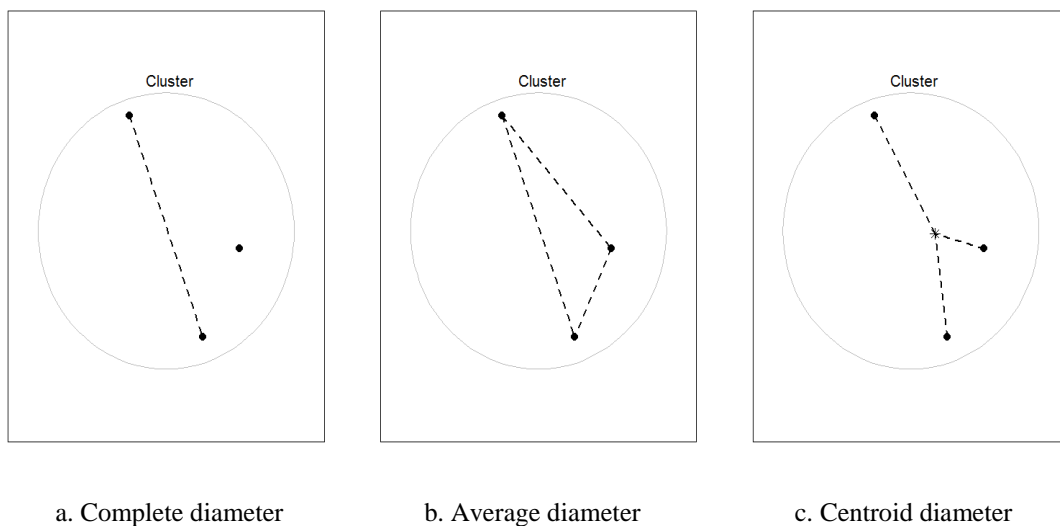 Cluster
Cluster
Cluster
a. Complete diameter
b. Average diameter
c. Centroid diameter